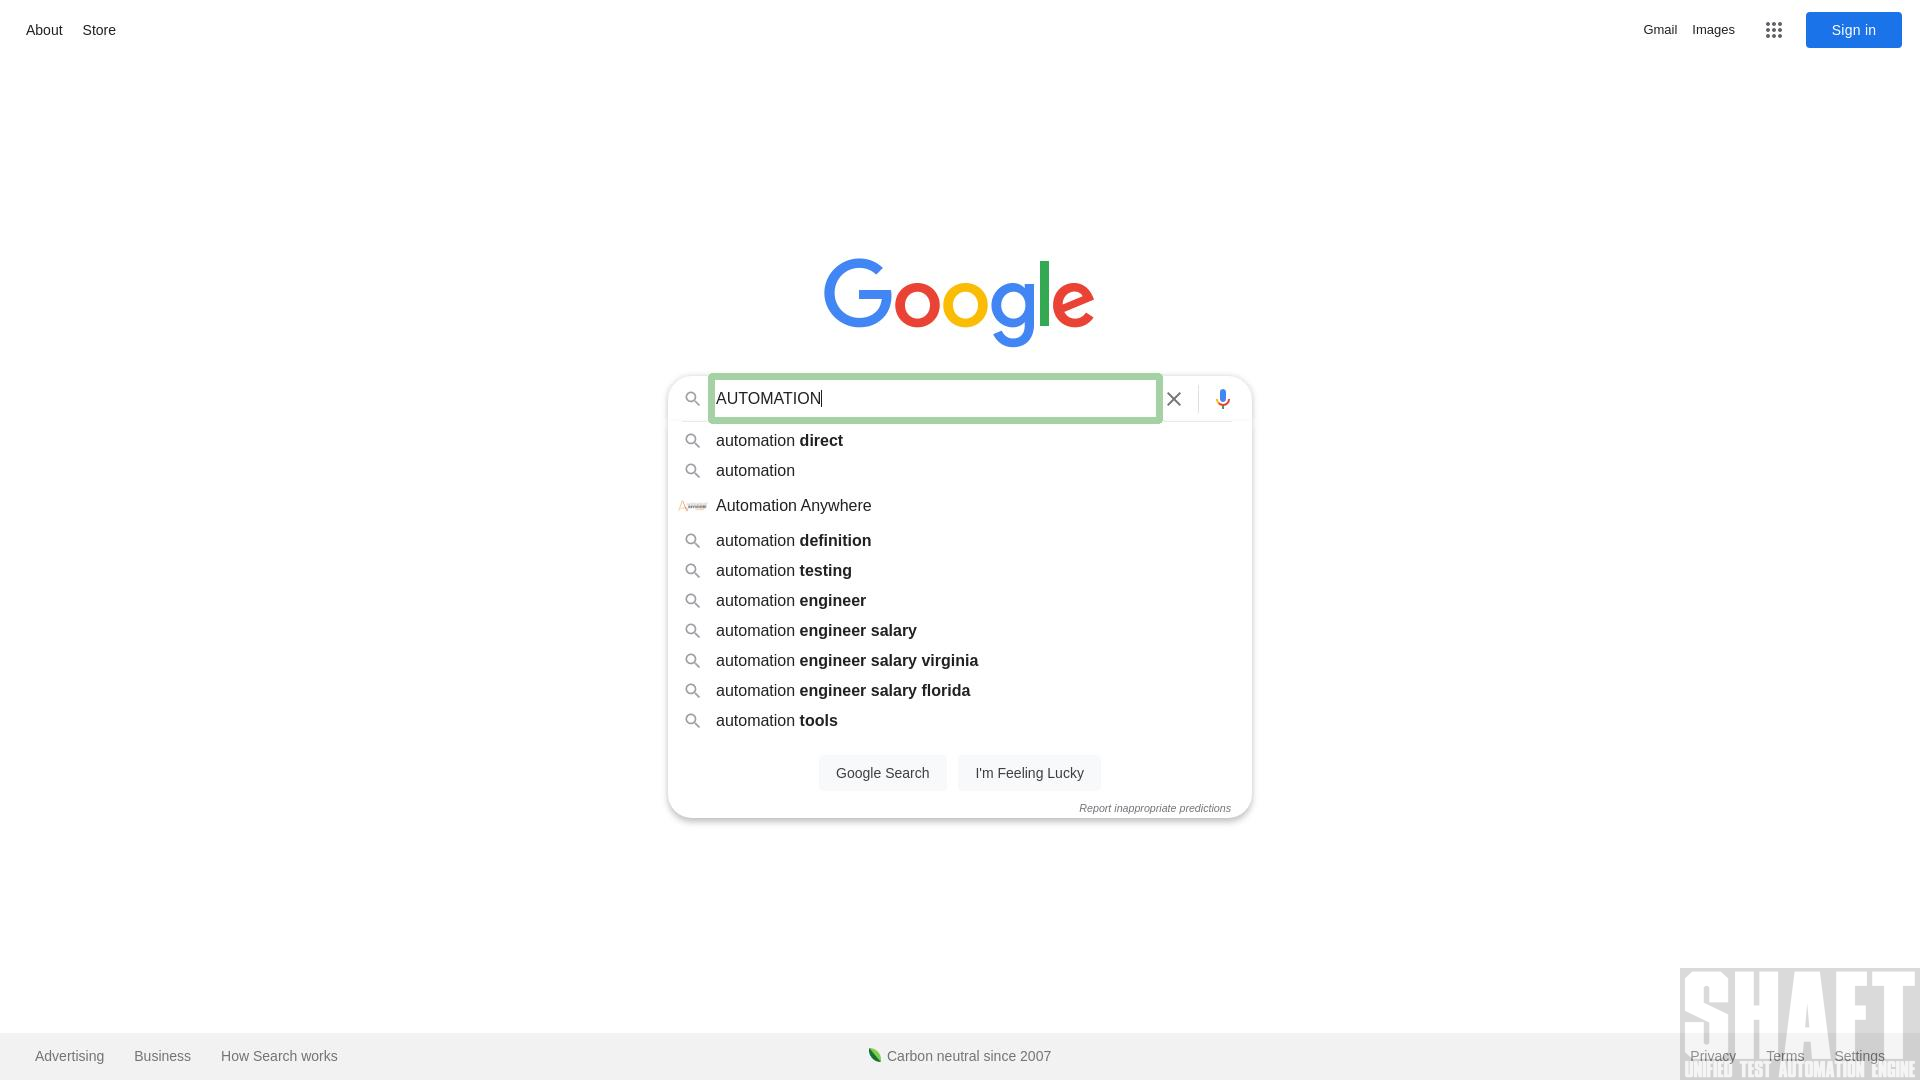 About Store
Gmail Images Sign in
Google
AUTOMATION
automation direct
automation
Automation Anywhere
automation definition
automation testing
automation engineer
automation engineer salary
automation engineer salary virginia
automation engineer salary florida
automation tools
Google Search I'm Feeling Lucky
Report inappropriate predictions
SHAFT
Advertising Business How Search works Carbon neutral since 2007 Privacy Terms Settings
UNIFIED TEST AUTOMATION ENGINE